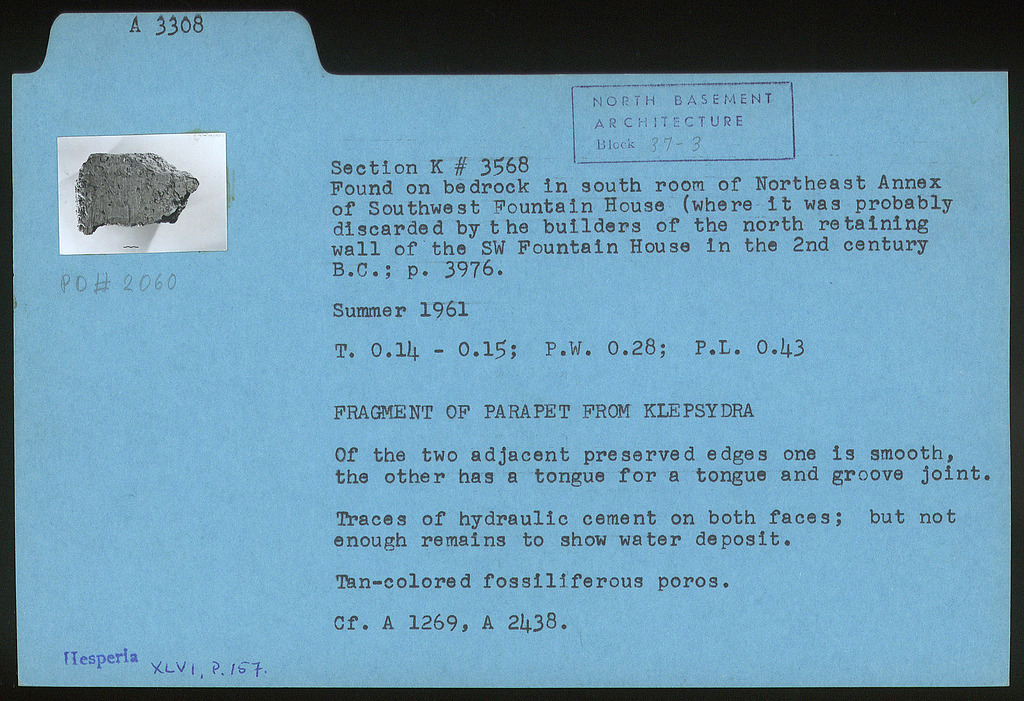 A 3308
NORTH BASEMENT
ARCHITECTURE
Block 37-3
Section K # 3568
Found on bedrock in south room of Northeast Annex
of Southwest Fountain House (where it was probably
discarded by the builders of the north retaining
wall of the SW Fountain House in the 2nd century
B.C.; p. 3976.
PD# 2060
Summer 1961
T. 0.14 - 0.15; P.W. 0.28; P.L. 0.43
FRAGMENT OF PARAPET FROM KLEPSYDRA
Of the two adjacent preserved edges one is smooth,
the other has a tongue for a tongue and groove joint.
Traces of hydraulic cement on both faces; but not
enough remains to show water deposit.
Tan-colored fossiliferous poros.
Cf. A 1269, A 2438.
Hesperia XLVI, P. 157.